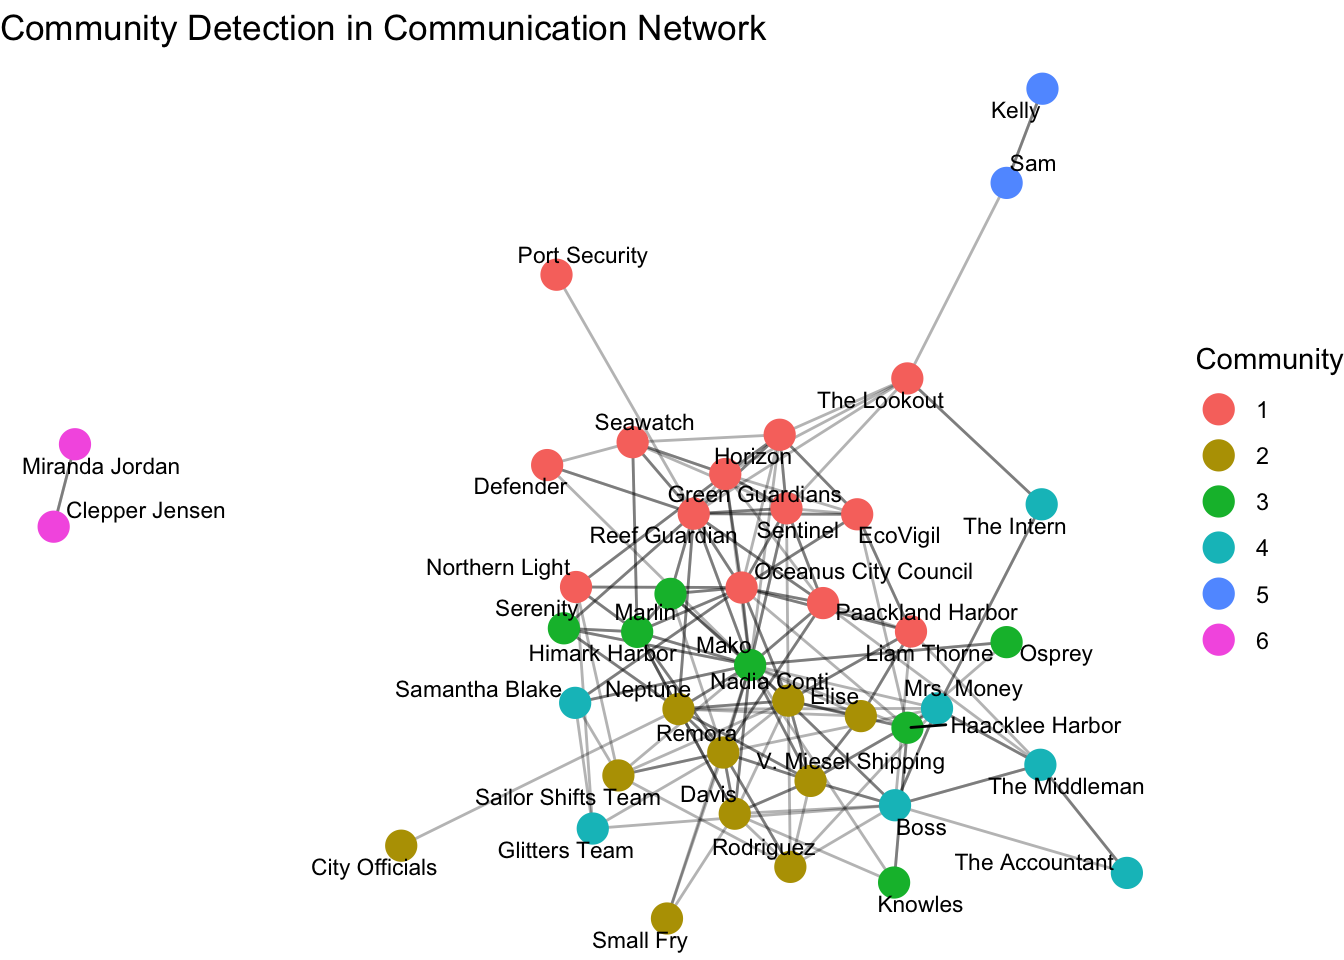 Community Detection in Communication Network
Kelly
Sam
Port Security
The Lookout
Seawatch
Horizon
Miranda Jordan
Defender
Green Guardians
Clepper Jensen
The Intern
Sentinel
Reef Guardian
EcoVigil
Northern Light
Oceanus City Council
Serenity
Marlin
Paackland Harbor
Mako
Himark Harbor
Liam Thorne
Osprey
Nadia Conti
Samantha Blake
Neptune
Elise
Mrs. Money
Haacklee Harbor
Remora
V. Miesel Shipping
The Middleman
Sailor Shifts Team
Davis
Boss
Rodriguez
Glitters Team
The Accountant
City Officials
Knowles
Small Fry
Community
1
2
3
4
5
6